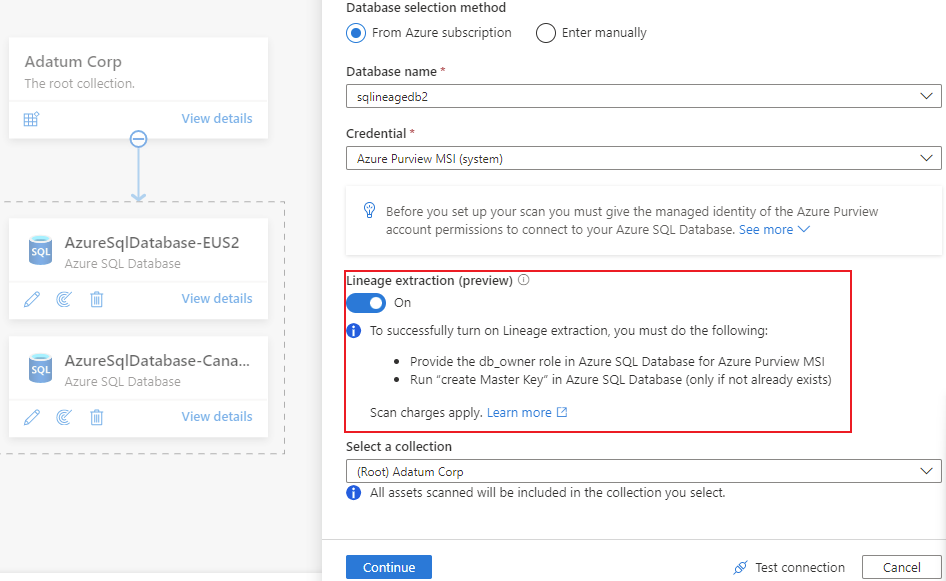 Adatum Corp
The root collection.
View details
SQL
AzureSqlDatabase-EUS2
Azure SQL Database
View details
SQL
AzureSqlDatabase-Cana...
Azure SQL Database
View details
Database selection method
From Azure subscription
Enter manually
Database name *
sqlineagedb2
Credential *
Azure Purview MSI (system)
Before you set up your scan you must give the managed identity of the Azure Purview
account permissions to connect to your Azure SQL Database. See more
Lineage extraction (preview)
On
To successfully turn on Lineage extraction, you must do the following:
• Provide the db_owner role in Azure SQL Database for Azure Purview MSI
• Run “create Master Key” in Azure SQL Database (only if not already exists)
Scan charges apply. Learn more
Select a collection
(Root) Adatum Corp
All assets scanned will be included in the collection you select.
Continue
Test connection
Cancel